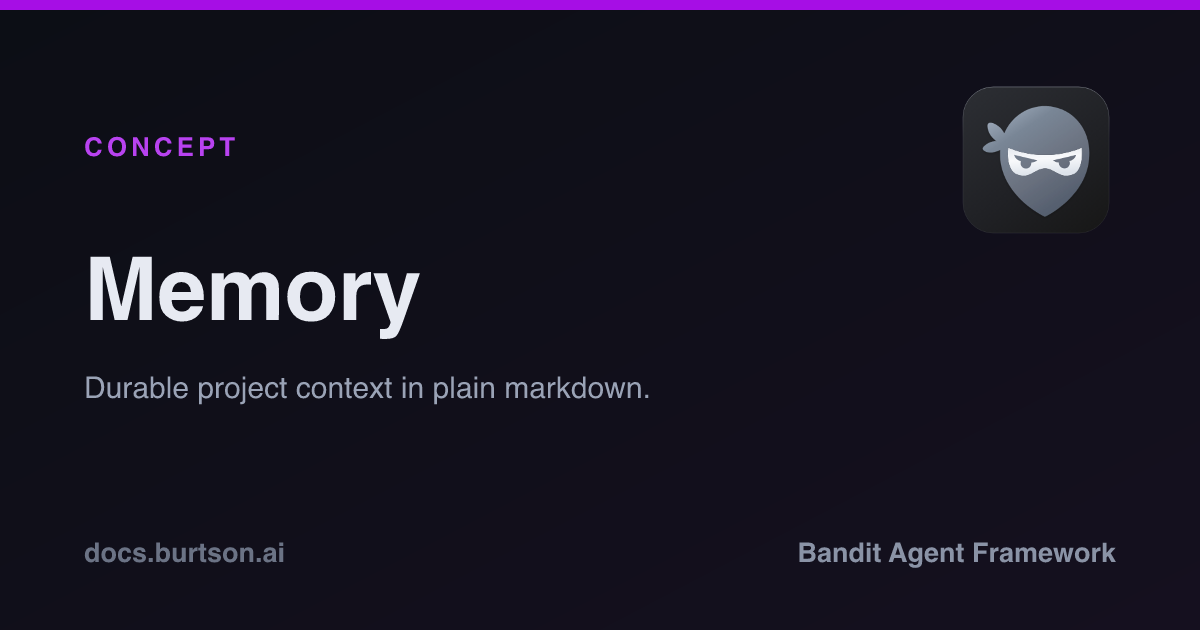 CONCEPT
Memory
Durable project context in plain markdown.
docs.burtson.ai
Bandit Agent Framework